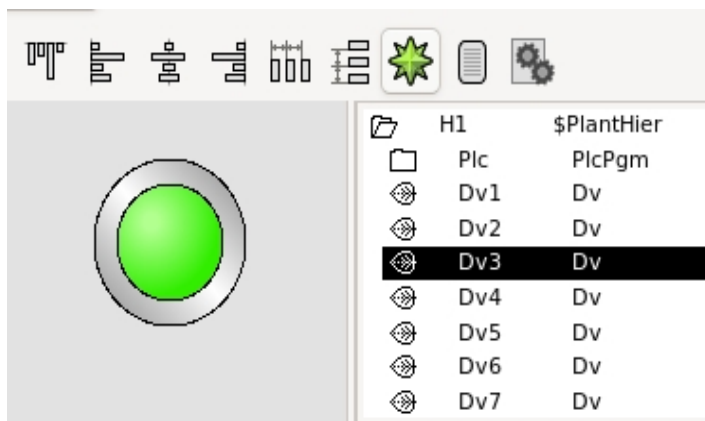 H1 $PlantHier
Plc PlcPgm
Dv1 Dv
Dv2 Dv
Dv3 Dv
Dv4 Dv
Dv5 Dv
Dv6 Dv
Dv7 Dv